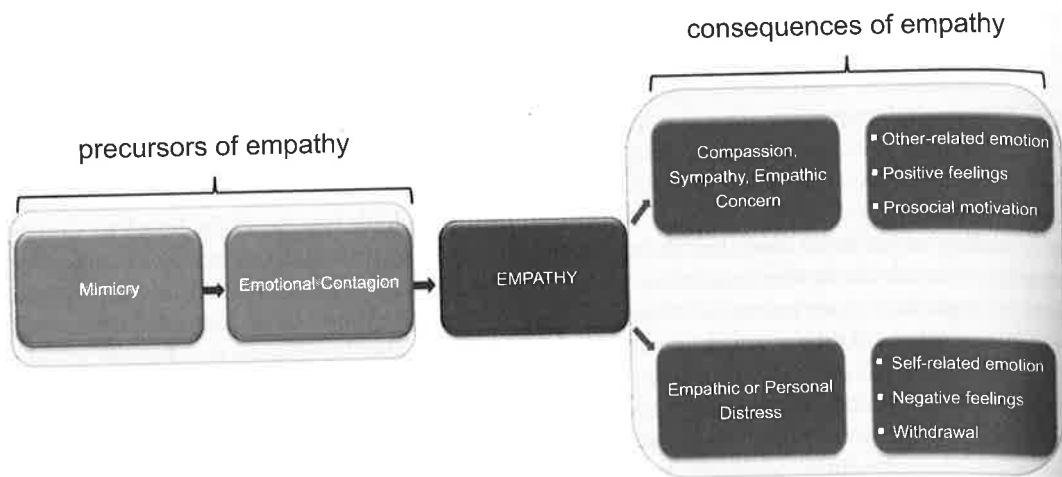 consequences of empathy
precursors of empathy
Mimicry
Emotional Contagion
EMPATHY
Compassion,
Sympathy, Empathic
Concern
▪ Other-related emotion
▪ Positive feelings
▪ Prosocial motivation
Empathic or Personal
Distress
▪ Self-related emotion
▪ Negative feelings
▪ Withdrawal